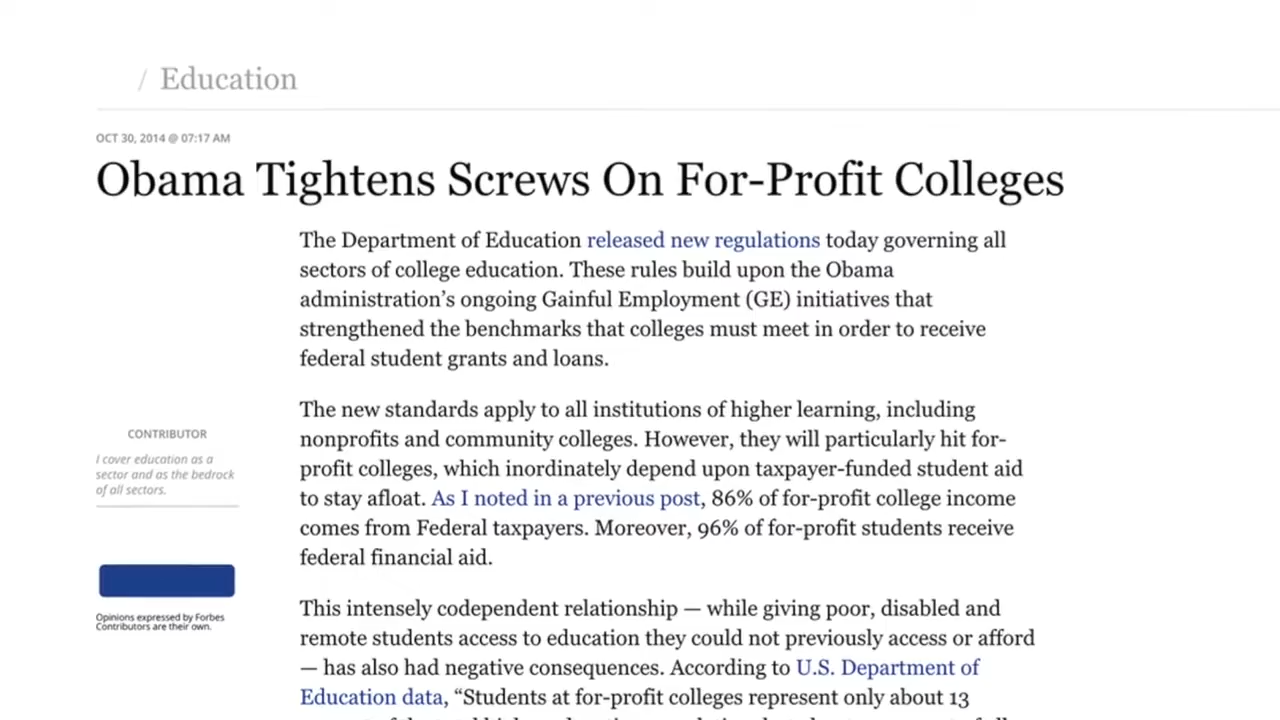 / Education
OCT 30, 2014 @ 07:17 AM
Obama Tightens Screws On For-Profit Colleges
The Department of Education released new regulations today governing all
sectors of college education. These rules build upon the Obama
administration’s ongoing Gainful Employment (GE) initiatives that
strengthened the benchmarks that colleges must meet in order to receive
federal student grants and loans.
The new standards apply to all institutions of higher learning, including
nonprofits and community colleges. However, they will particularly hit for-
profit colleges, which inordinately depend upon taxpayer-funded student aid
to stay afloat. As I noted in a previous post, 86% of for-profit college income
comes from Federal taxpayers. Moreover, 96% of for-profit students receive
federal financial aid.
This intensely codependent relationship — while giving poor, disabled and
remote students access to education they could not previously access or afford
— has also had negative consequences. According to U.S. Department of
Education data, “Students at for-profit colleges represent only about 13
CONTRIBUTOR
I cover education as a
sector and as the bedrock
of all sectors.
Opinions expressed by Forbes
Contributors are their own.